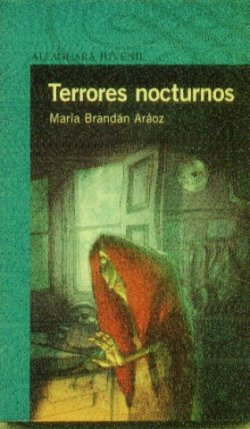 ALFAGUARA JUVENIL
Terrores nocturnos
María Brandán Aráoz